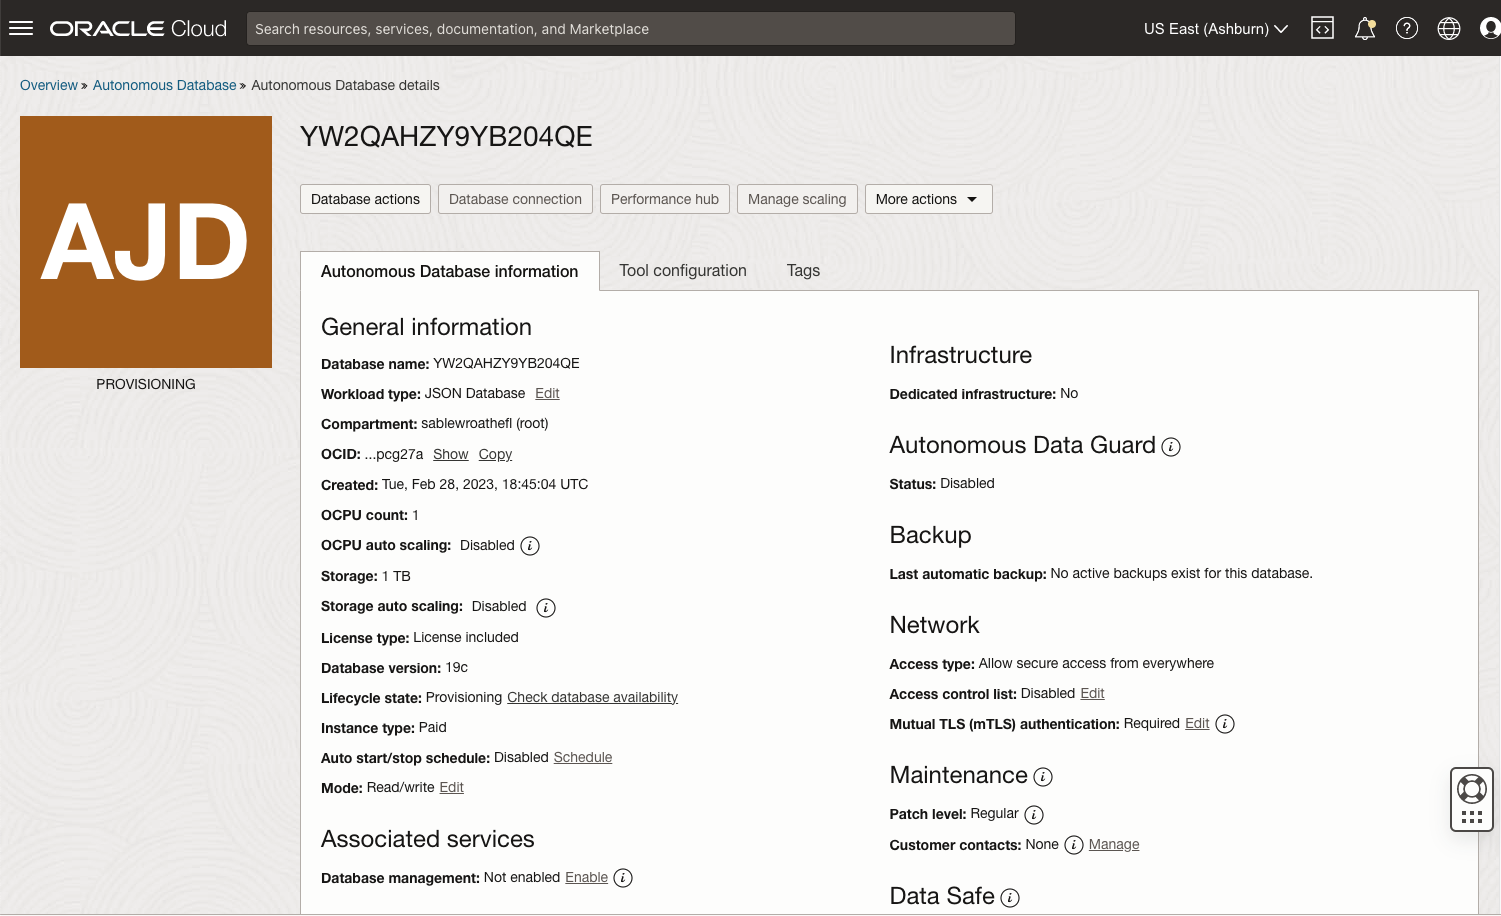 ORACLE Cloud
Search resources, services, documentation, and Marketplace
US East (Ashburn)
Overview » Autonomous Database » Autonomous Database details
AJD
PROVISIONING
YW2QAHZY9YB204QE
Database actions
Database connection
Performance hub
Manage scaling
More actions
Autonomous Database information
Tool configuration
Tags
General information
Database name: YW2QAHZY9YB204QE
Workload type: JSON Database Edit
Compartment: sablewroathefl (root)
OCID: ...pcg27a Show Copy
Created: Tue, Feb 28, 2023, 18:45:04 UTC
OCPU count: 1
OCPU auto scaling: Disabled i
Storage: 1 TB
Storage auto scaling: Disabled i
License type: License included
Database version: 19c
Lifecycle state: Provisioning Check database availability
Instance type: Paid
Auto start/stop schedule: Disabled Schedule
Mode: Read/write Edit
Associated services
Database management: Not enabled Enable i
Infrastructure
Dedicated infrastructure: No
Autonomous Data Guard i
Status: Disabled
Backup
Last automatic backup: No active backups exist for this database.
Network
Access type: Allow secure access from everywhere
Access control list: Disabled Edit
Mutual TLS (mTLS) authentication: Required Edit i
Maintenance i
Patch level: Regular i
Customer contacts: None i Manage
Data Safe i